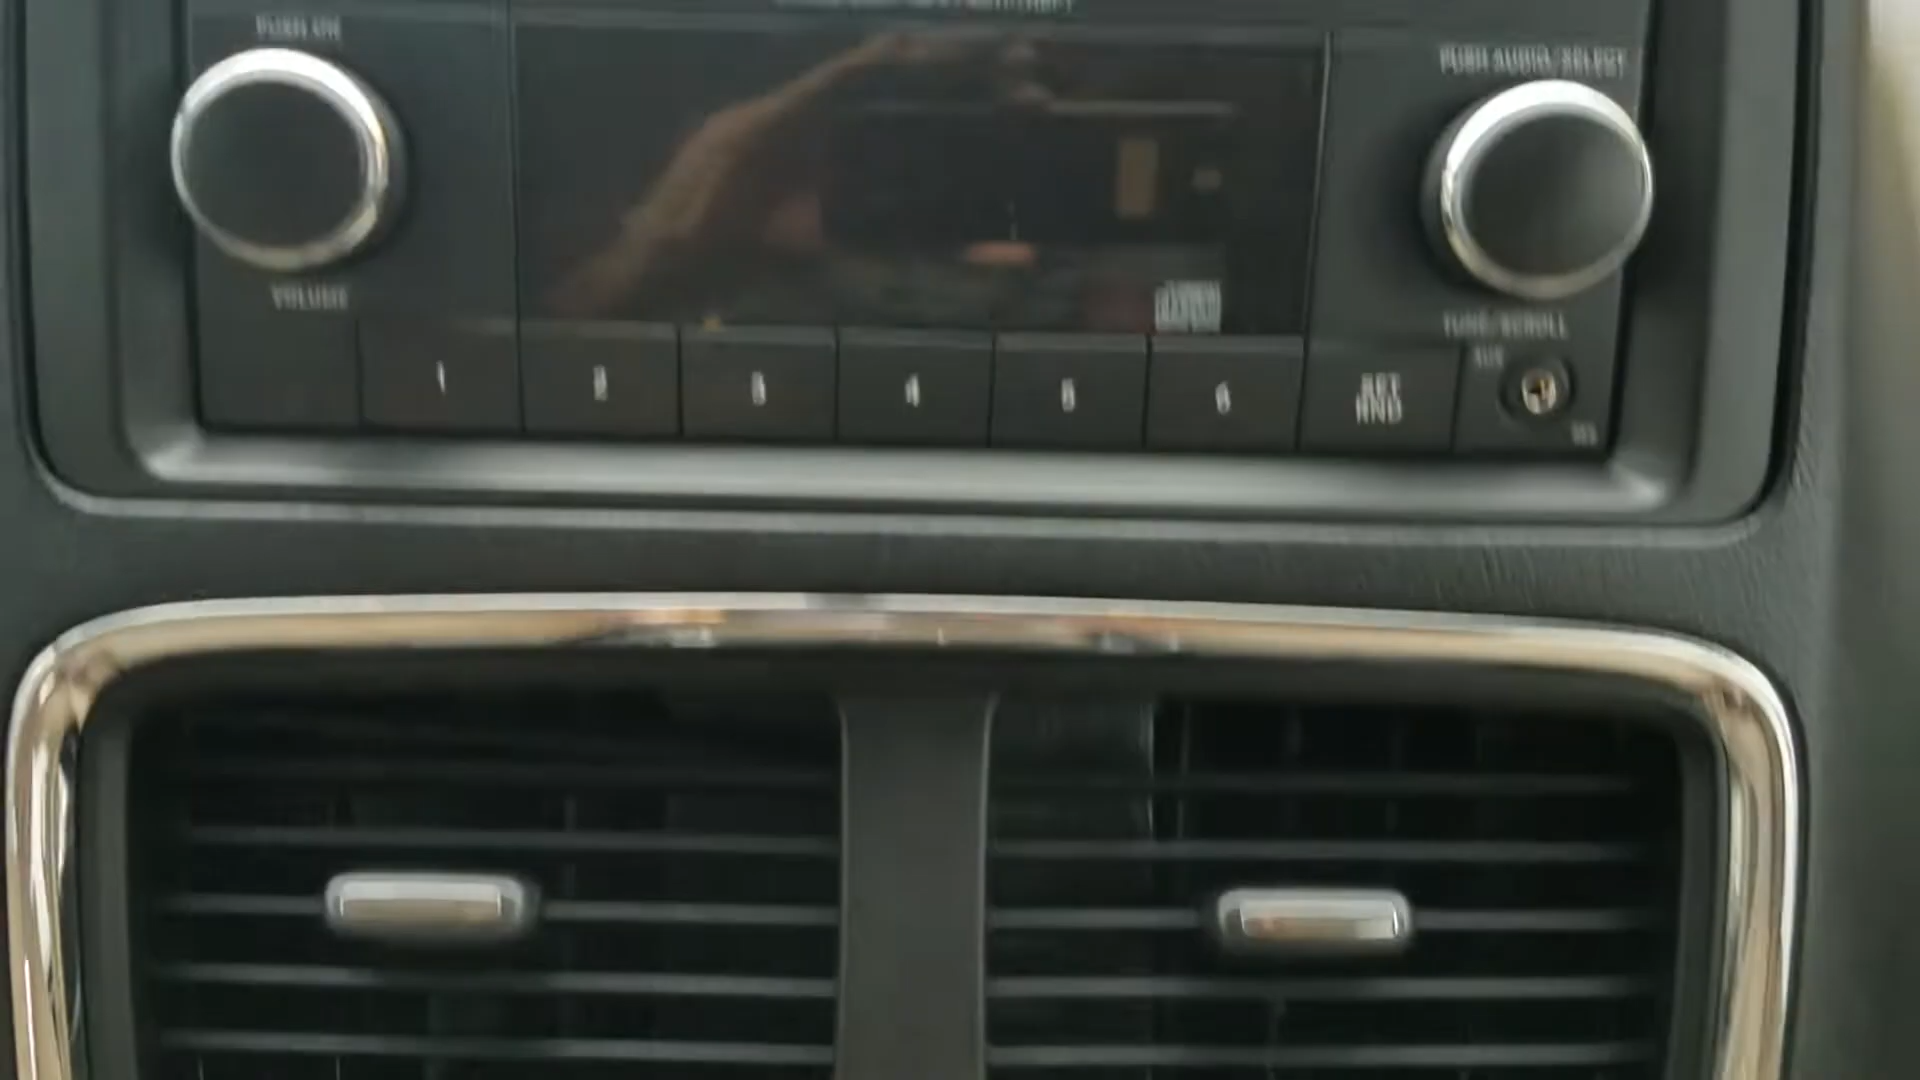 PUSH ON
PUSH AUDIO/SELECT
VOLUME
TUNE/SCROLL
AUX
1
2
3
4
5
6
SET
RND